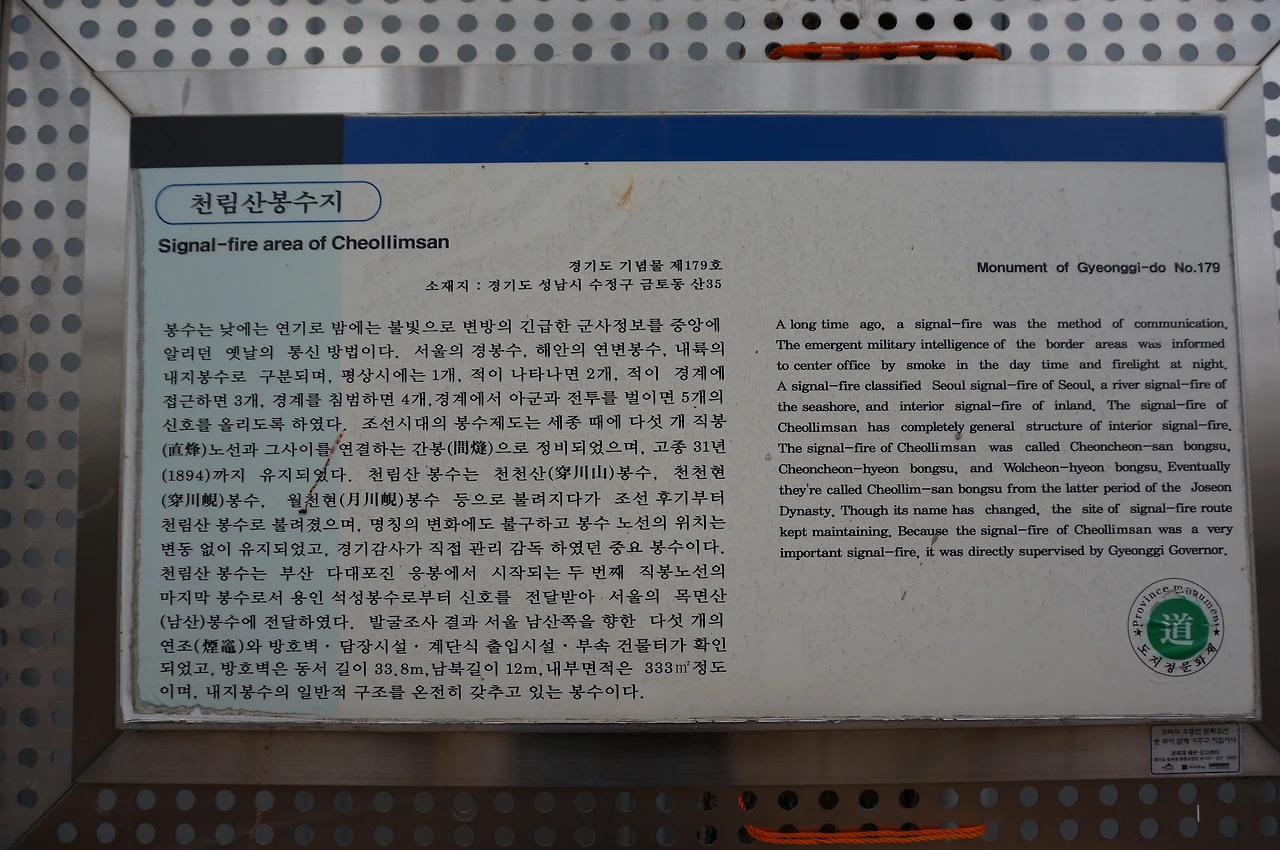 천림산봉수지
Signal-fire area of Cheollimsan
경기도 기념물 제179호
소재지 : 경기도 성남시 수정구 금토동 산35
봉수는 낮에는 연기로 밤에는 불빛으로 변방의 긴급한 군사정보를 중앙에
알리던 옛날의 통신 방법이다. 서울의 경봉수, 해안의 연변봉수, 내륙의
내지봉수로 구분되며, 평상시에는 1개, 적이 나타나면 2개, 적이 경계에
접근하면 3개, 경계를 침범하면 4개, 경계에서 아군과 전투를 벌이면 5개의
신호를 올리도록 하였다. 조선시대의 봉수제도는 세종 때에 다섯 개 직봉
(直烽)노선과 그사이를 연결하는 간봉(間燧)으로 정비되었으며, 고종 31년
(1894)까지 유지되었다. 천림산 봉수는 천천산(穿川山)봉수, 천천현
(穿川峴)봉수, 월천현(月川峴)봉수 등으로 불려지다가 조선 후기부터
천림산 봉수로 불려졌으며, 명칭의 변화에도 불구하고 봉수 노선의 위치는
변동 없이 유지되었고, 경기감사가 직접 관리 감독 하였던 중요 봉수이다.
천림산 봉수는 부산 다대포진 응봉에서 시작되는 두 번째 직봉노선의
마지막 봉수로서 용인 석성봉수로부터 신호를 전달받아 서울의 목면산
(남산)봉수에 전달하였다. 발굴조사 결과 서울 남산쪽을 향한 다섯 개의
연조(煙竈)와 방호벽 · 담장시설 · 계단식 출입시설 · 부속 건물터가 확인
되었고, 방호벽은 동서 길이 33.8m, 남북길이 12m, 내부면적은 333㎡정도
이며, 내지봉수의 일반적 구조를 온전히 갖추고 있는 봉수이다.
Monument of Gyeonggi-do No.179
A long time ago, a signal-fire was the method of communication.
The emergent military intelligence of the border areas was informed
to center office by smoke in the day time and firelight at night.
A signal-fire classified Seoul signal-fire of Seoul, a river signal-fire of
the seashore, and interior signal-fire of inland. The signal-fire of
Cheollimsan has completely general structure of interior signal-fire.
The signal-fire of Cheollimsan was called Cheoncheon-san bongsu,
Cheoncheon-hyeon bongsu, and Wolcheon-hyeon bongsu. Eventually
they're called Cheollim-san bongsu from the latter period of the Joseon
Dynasty. Though its name has changed, the site of signal-fire route
kept maintaining. Because the signal-fire of Cheollimsan was a very
important signal-fire, it was directly supervised by Gyeonggi Governor.
Province monument
道
도지정문화재